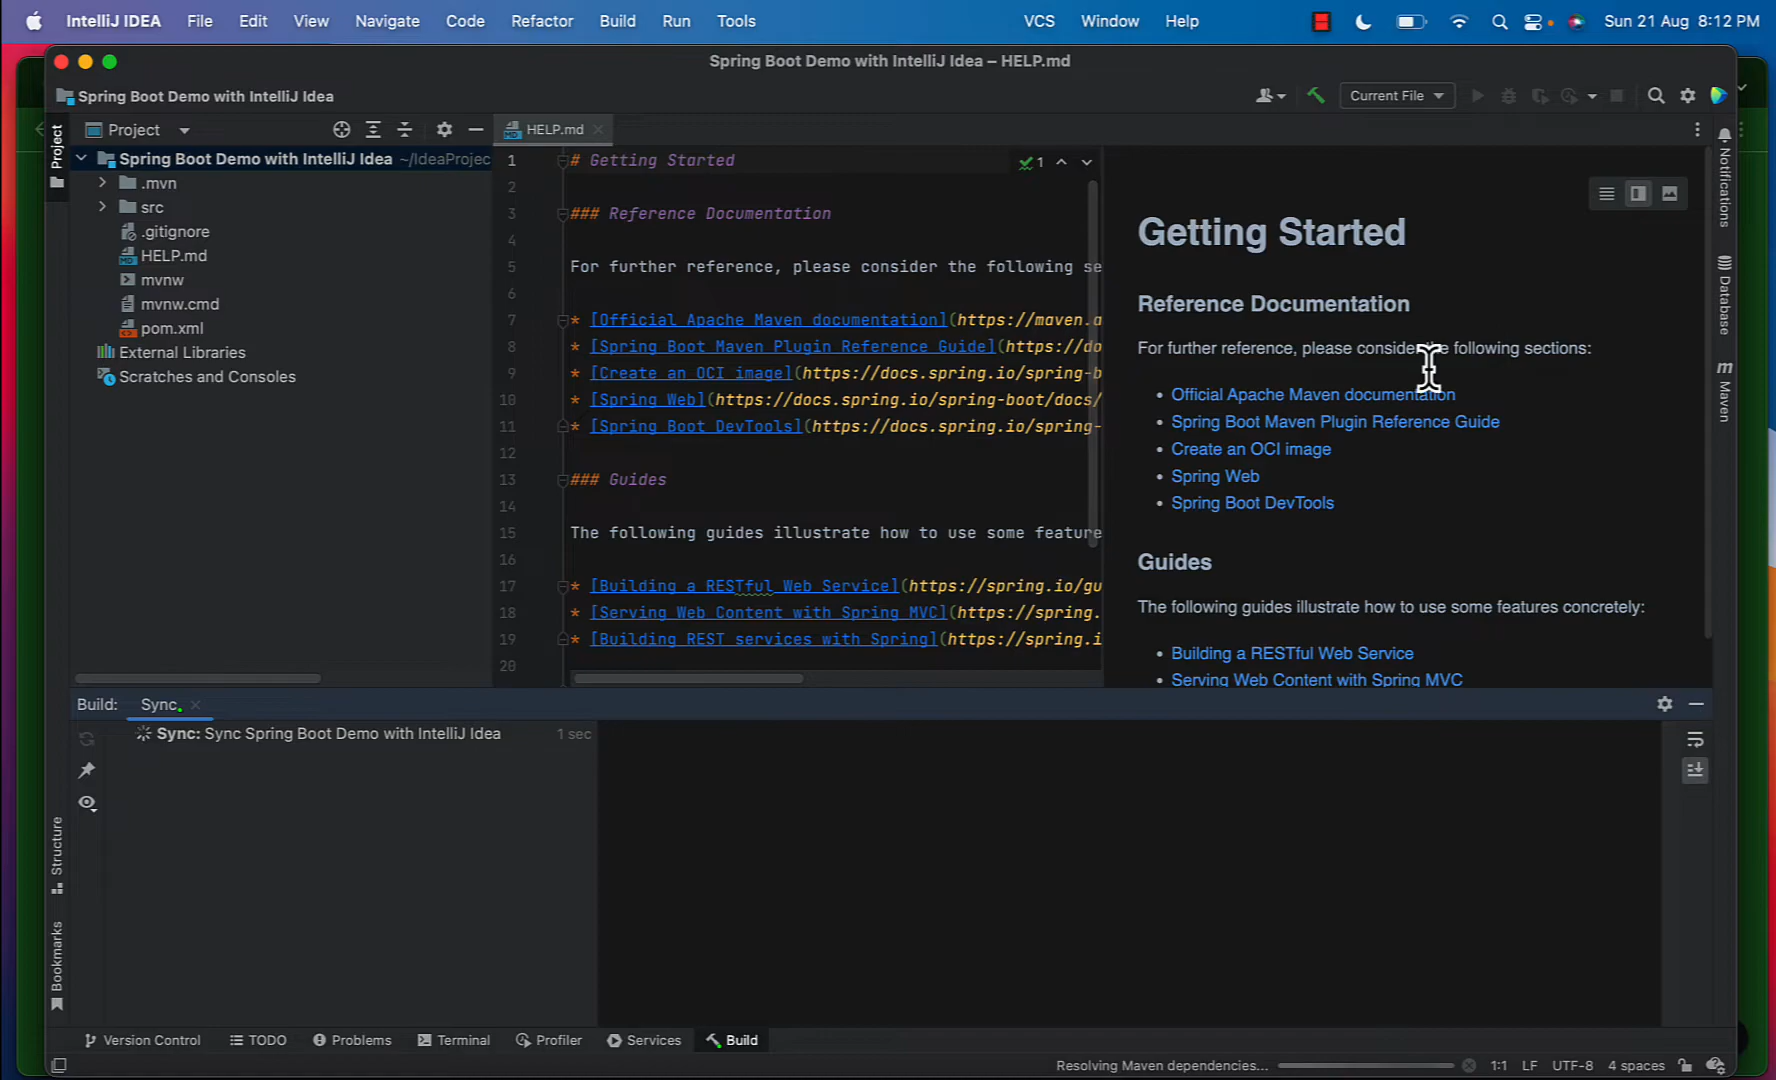 IntelliJ IDEA File Edit View Navigate Code Refactor Build Run Tools VCS Window Help Sun 21 Aug 8:12 PM
Spring Boot Demo with IntelliJ Idea – HELP.md
Spring Boot Demo with IntelliJ Idea
Current File
Project
Project
HELP.md
Spring Boot Demo with IntelliJ Idea ~/IdeaProjec
.mvn
src
.gitignore
HELP.md
mvnw
mvnw.cmd
pom.xml
External Libraries
Scratches and Consoles
1 # Getting Started
2
3 ### Reference Documentation
4
5 For further reference, please consider the following se
6
7 * [Official Apache Maven documentation](https://maven.a
8 * [Spring Boot Maven Plugin Reference Guide](https://do
9 * [Create an OCI image](https://docs.spring.io/spring-b
10 * [Spring Web](https://docs.spring.io/spring-boot/docs/
11 * [Spring Boot DevTools](https://docs.spring.io/spring-
12
13 ### Guides
14
15 The following guides illustrate how to use some feature
16
17 * [Building a RESTful Web Service](https://spring.io/gu
18 * [Serving Web Content with Spring MVC](https://spring.
19 * [Building REST services with Spring](https://spring.i
20
1
Getting Started
Reference Documentation
For further reference, please consider the following sections:
• Official Apache Maven documentation
• Spring Boot Maven Plugin Reference Guide
• Create an OCI image
• Spring Web
• Spring Boot DevTools
Guides
The following guides illustrate how to use some features concretely:
• Building a RESTful Web Service
• Serving Web Content with Spring MVC
Notifications
Database
m Maven
Build: Sync
Sync: Sync Spring Boot Demo with IntelliJ Idea 1 sec
Structure
Bookmarks
Version Control TODO Problems Terminal Profiler Services Build
Resolving Maven dependencies... 1:1 LF UTF-8 4 spaces